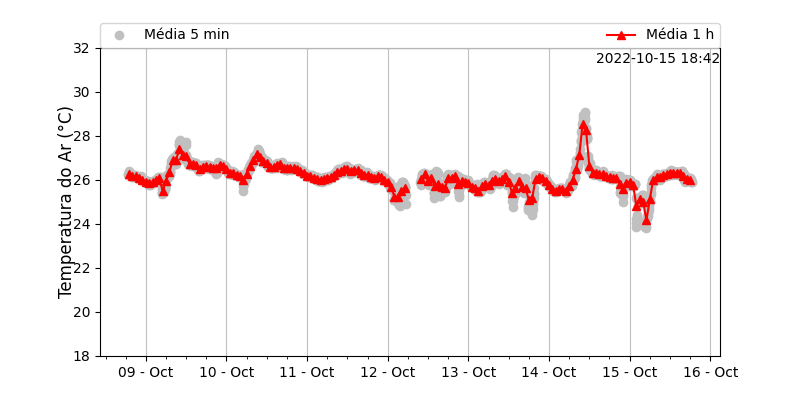 Média 5 min
Média 1 h
2022-10-15 18:42
Temperatura do Ar (°C)
32
30
28
26
24
22
20
18
09 - Oct
10 - Oct
11 - Oct
12 - Oct
13 - Oct
14 - Oct
15 - Oct
16 - Oct